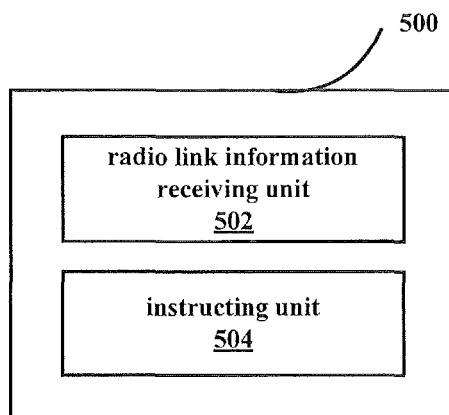 500
radio link information
receiving unit
502
instructing unit
504